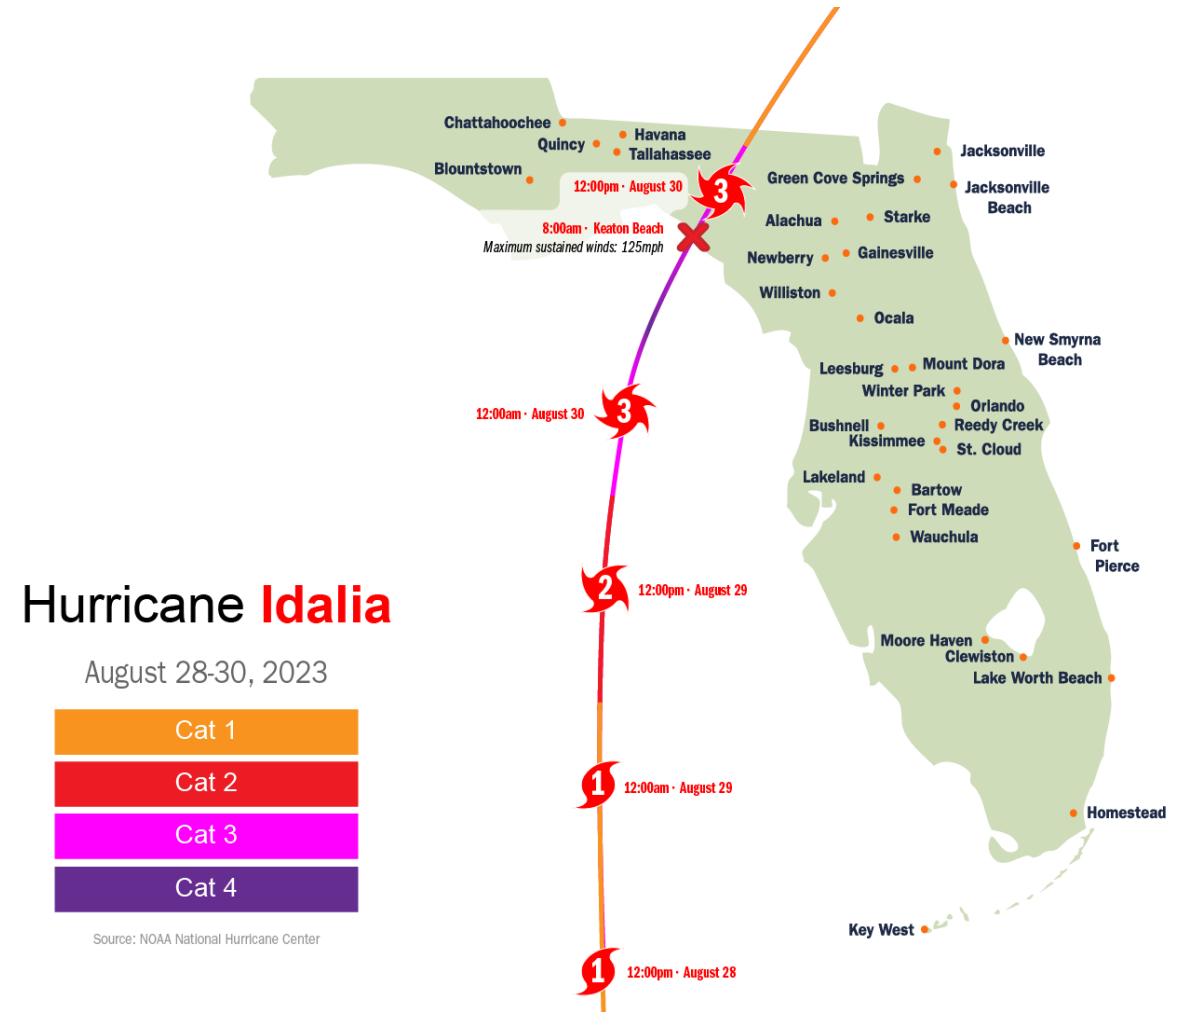 Chattahoochee
Havana
Quincy
Tallahassee
Blountstown
12:00pm · August 30
3
8:00am · Keaton Beach
Maximum sustained winds: 125mph
Jacksonville
Green Cove Springs
Jacksonville
Beach
Alachua
Starke
Newberry
Gainesville
Williston
Ocala
New Smyrna
Beach
Leesburg
Mount Dora
Winter Park
Orlando
12:00am · August 30
3
Bushnell
Reedy Creek
Kissimmee
St. Cloud
Lakeland
Bartow
Fort Meade
Wauchula
Fort
Pierce
2
12:00pm · August 29
Hurricane Idalia
August 28-30, 2023
Moore Haven
Clewiston
Lake Worth Beach
Cat 1
Cat 2
Cat 3
Cat 4
Source: NOAA National Hurricane Center
1
12:00am · August 29
Homestead
Key West
1
12:00pm · August 28